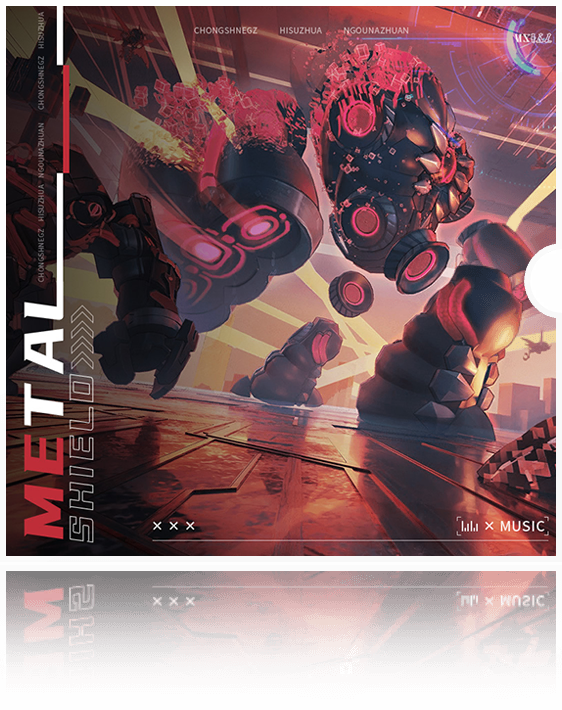 CHONGSHNEGZ HISUZHUA NGOUNAZHUAN
CHONGSHNEGZ HISUZHUA NGOUNAZHUAN CHONGSHNEGZ HISUZHUA
METAL
SHIELD
× × ×
× MUSIC